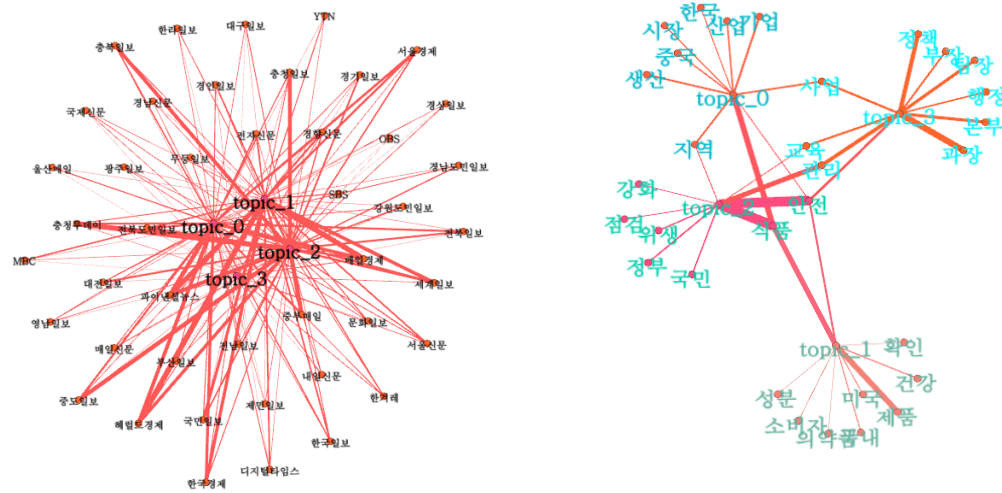 YTN
한라일보
대구일보
충북일보
서울경제
충청일보
경기일보
경인일보
경남신문
국제신문
경상일보
전자신문
경향신문
OBS
무등일보
울산매일
광주일보
경남도민일보
SBS
topic_1
강원도민일보
충청투데이
topic_0
전북도민일보
전북일보
topic_2
MBC
매일경제
topic_3
대전일보
세계일보
파이낸셜뉴스
중부매일
영남일보
문화일보
매일신문
전남일보
서울신문
부산일보
내일신문
중도일보
한겨레
제민일보
헤럴드경제
국민일보
한국일보
디지털타임스
한국경제
한국
시장
산업
기업
중국
생산
topic_0
사업
정책
부장
팀장
행정
topic_3
본부
과장
지역
교육
관리
강화
topic_2
안전
점검
위생
식품
정부
국민
topic_1
확인
건강
성분
미국
제품
소비자
의약품
국내